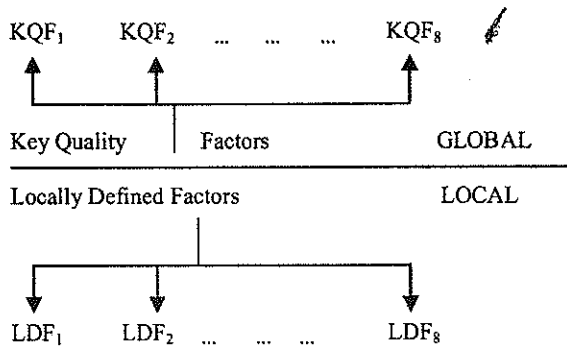 KQF₁ KQF₂ ... ... ... KQF₈
Key Quality Factors GLOBAL
Locally Defined Factors LOCAL
LDF₁ LDF₂ ... ... ... LDF₈